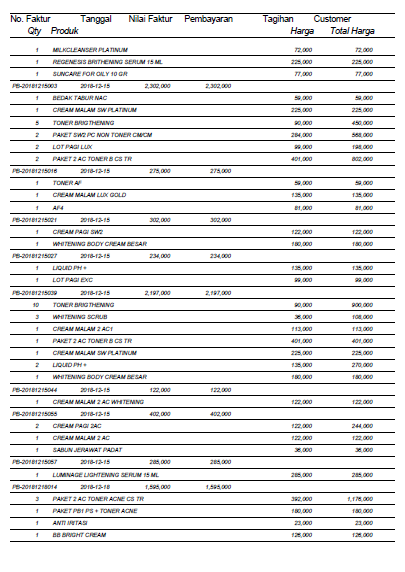 No. Faktur Tanggal Nilai Faktur Pembayaran Tagihan Customer
Qty Produk Harga Total Harga
1 MILKCLEANSER PLATINUM 72,000 72,000
1 REGENESIS BRITHENING SERUM 15 ML 225,000 225,000
1 SUNCARE FOR OILY 10 GR 77,000 77,000
PB-20181215003 2018-12-15 2,302,000 2,302,000
1 BEDAK TABUR NAC 59,000 59,000
1 CREAM MALAM SW PLATINUM 225,000 225,000
5 TONER BRIGTHENING 90,000 450,000
2 PAKET SW2 PC NON TONER CM/CM 284,000 568,000
2 LOT PAGI LUX 99,000 198,000
2 PAKET 2 AC TONER B CS TR 401,000 802,000
PB-20181215016 2018-12-15 275,000 275,000
1 TONER AF 59,000 59,000
1 CREAM MALAM LUX GOLD 135,000 135,000
1 AF4 81,000 81,000
PB-20181215021 2018-12-15 302,000 302,000
1 CREAM PAGI SW2 122,000 122,000
1 WHITENING BODY CREAM BESAR 180,000 180,000
PB-20181215027 2018-12-15 234,000 234,000
1 LIQUID PH + 135,000 135,000
1 LOT PAGI EXC 99,000 99,000
PB-20181215039 2018-12-15 2,197,000 2,197,000
10 TONER BRIGTHENING 90,000 900,000
3 WHITENING SCRUB 36,000 108,000
1 CREAM MALAM 2 AC1 113,000 113,000
1 PAKET 2 AC TONER B CS TR 401,000 401,000
1 CREAM MALAM SW PLATINUM 225,000 225,000
2 LIQUID PH + 135,000 270,000
1 WHITENING BODY CREAM BESAR 180,000 180,000
PB-20181215044 2018-12-15 122,000 122,000
1 CREAM MALAM 2 AC WHITENING 122,000 122,000
PB-20181215055 2018-12-15 402,000 402,000
2 CREAM PAGI 2AC 122,000 244,000
1 CREAM MALAM 2 AC 122,000 122,000
1 SABUN JERAWAT PADAT 36,000 36,000
PB-20181215057 2018-12-15 285,000 285,000
1 LUMINAGE LIGHTENING SERUM 15 ML 285,000 285,000
PB-20181218014 2018-12-18 1,595,000 1,595,000
3 PAKET 2 AC TONER ACNE CS TR 392,000 1,176,000
1 PAKET PB1 PS + TONER ACNE 180,000 180,000
1 ANTI IRITASI 23,000 23,000
1 BB BRIGHT CREAM 126,000 126,000